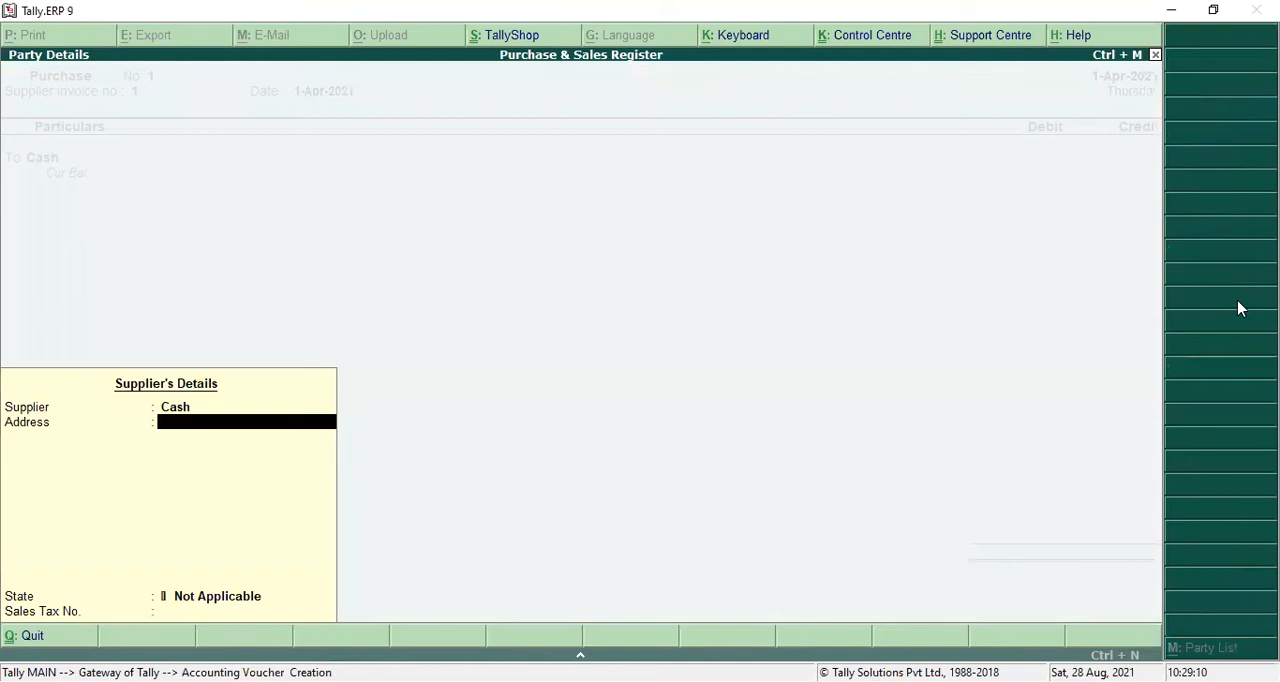 Tally.ERP 9
P: Print E: Export M: E-Mail O: Upload S: TallyShop G: Language K: Keyboard K: Control Centre H: Support Centre H: Help
Party Details Purchase & Sales Register Ctrl + M
Purchase No. 1 1-Apr-2021
Supplier invoice no.: 1 Date: 1-Apr-2021 Thursda
Particulars Debit Credi
To Cash
Cur Bal:
Supplier's Details
Supplier : Cash
Address :
State : Not Applicable
Sales Tax No. :
Q: Quit
M: Party List
Ctrl + N
Tally MAIN --> Gateway of Tally --> Accounting Voucher Creation © Tally Solutions Pvt Ltd., 1988-2018 Sat, 28 Aug, 2021 10:29:10